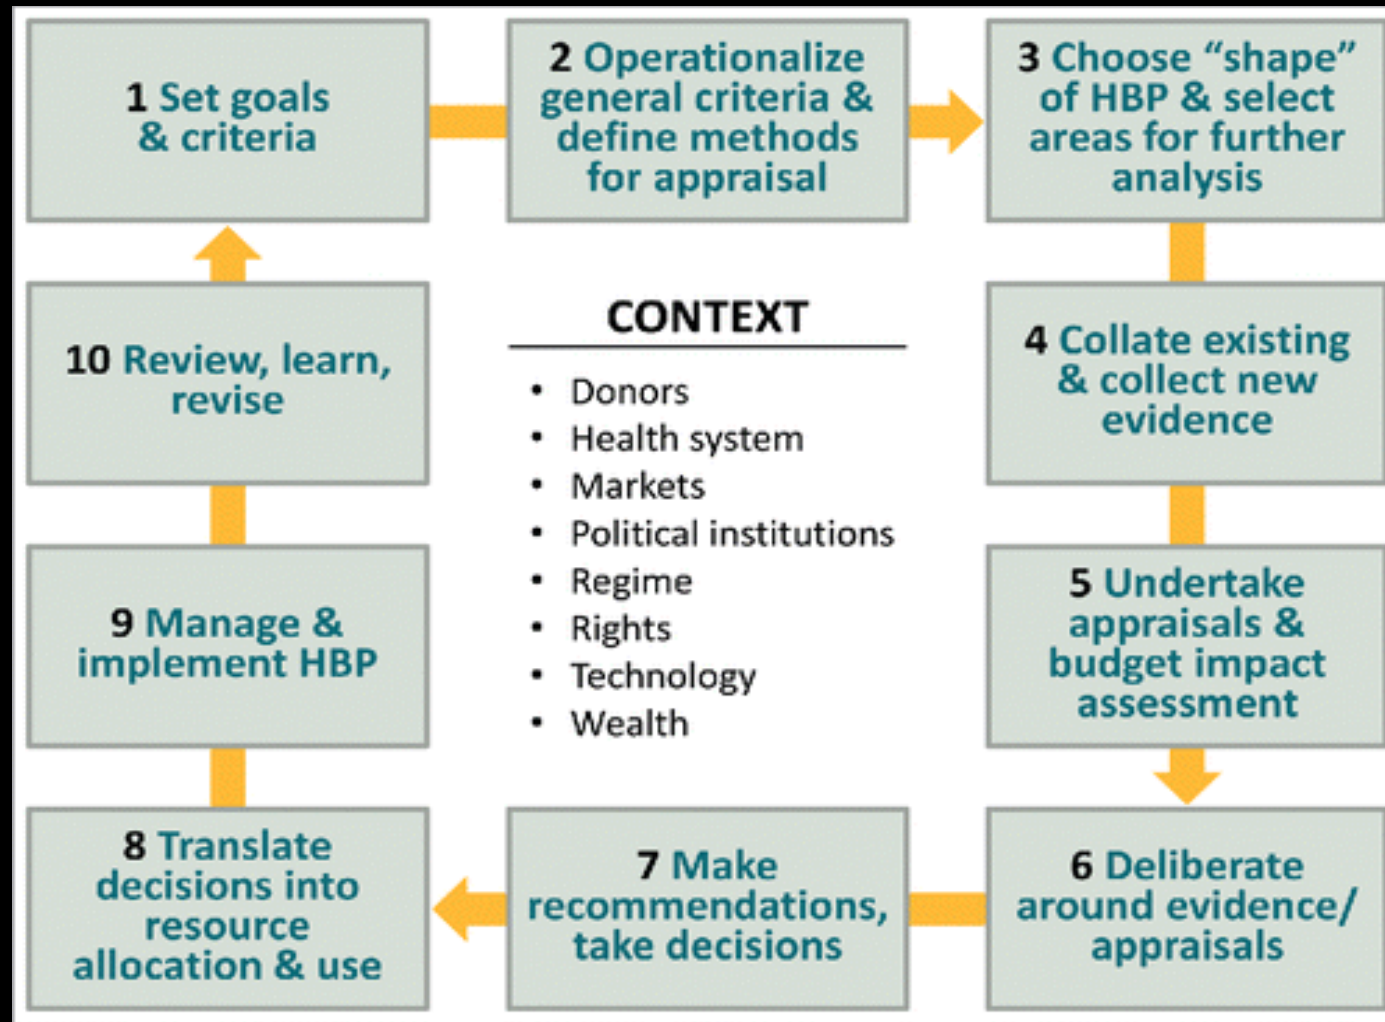 1 Set goals
& criteria
2 Operationalize
general criteria &
define methods
for appraisal
3 Choose “shape”
of HBP & select
areas for further
analysis
4 Collate existing
& collect new
evidence
5 Undertake
appraisals &
budget impact
assessment
6 Deliberate
around evidence/
appraisals
7 Make
recommendations,
take decisions
8 Translate
decisions into
resource
allocation & use
9 Manage &
implement HBP
10 Review, learn,
revise
CONTEXT
• Donors
• Health system
• Markets
• Political institutions
• Regime
• Rights
• Technology
• Wealth